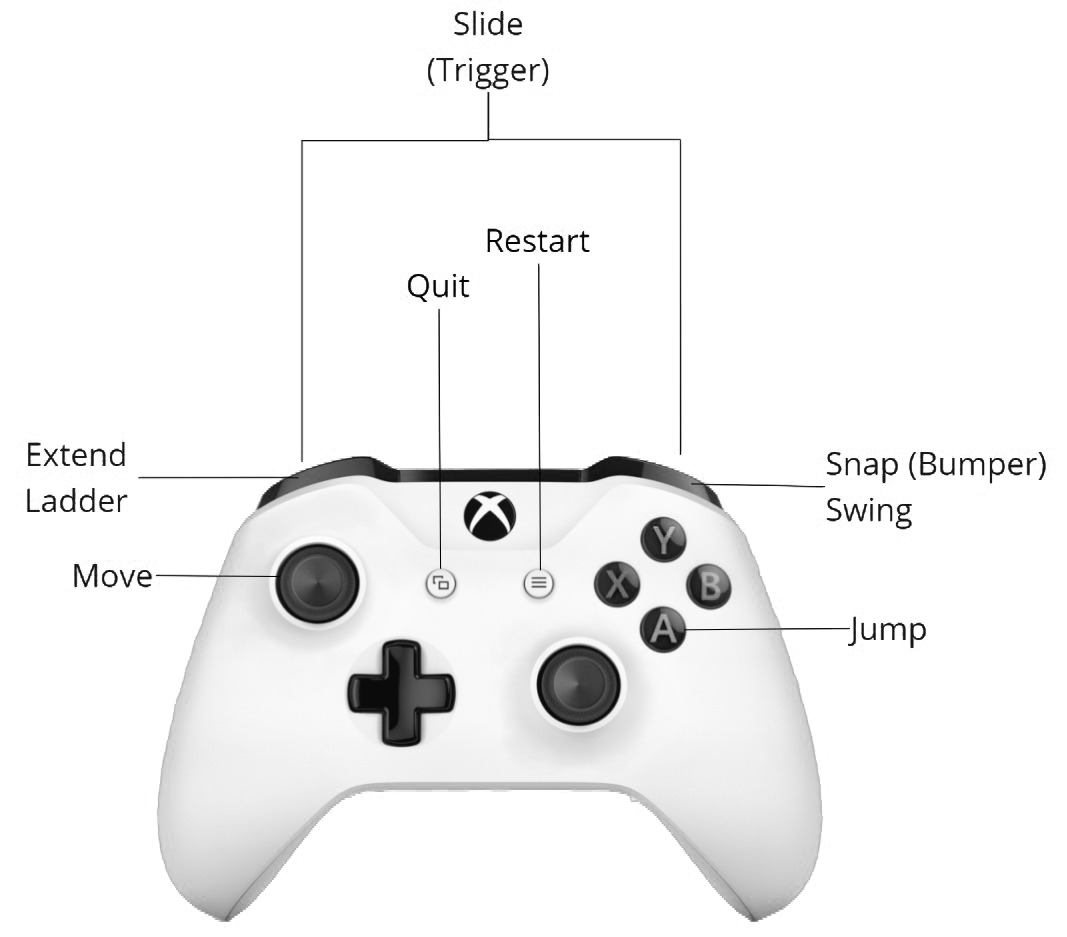 Slide
(Trigger)
Restart
Quit
Extend
Ladder
Snap (Bumper)
Swing
Move
Y
X
B
A
Jump